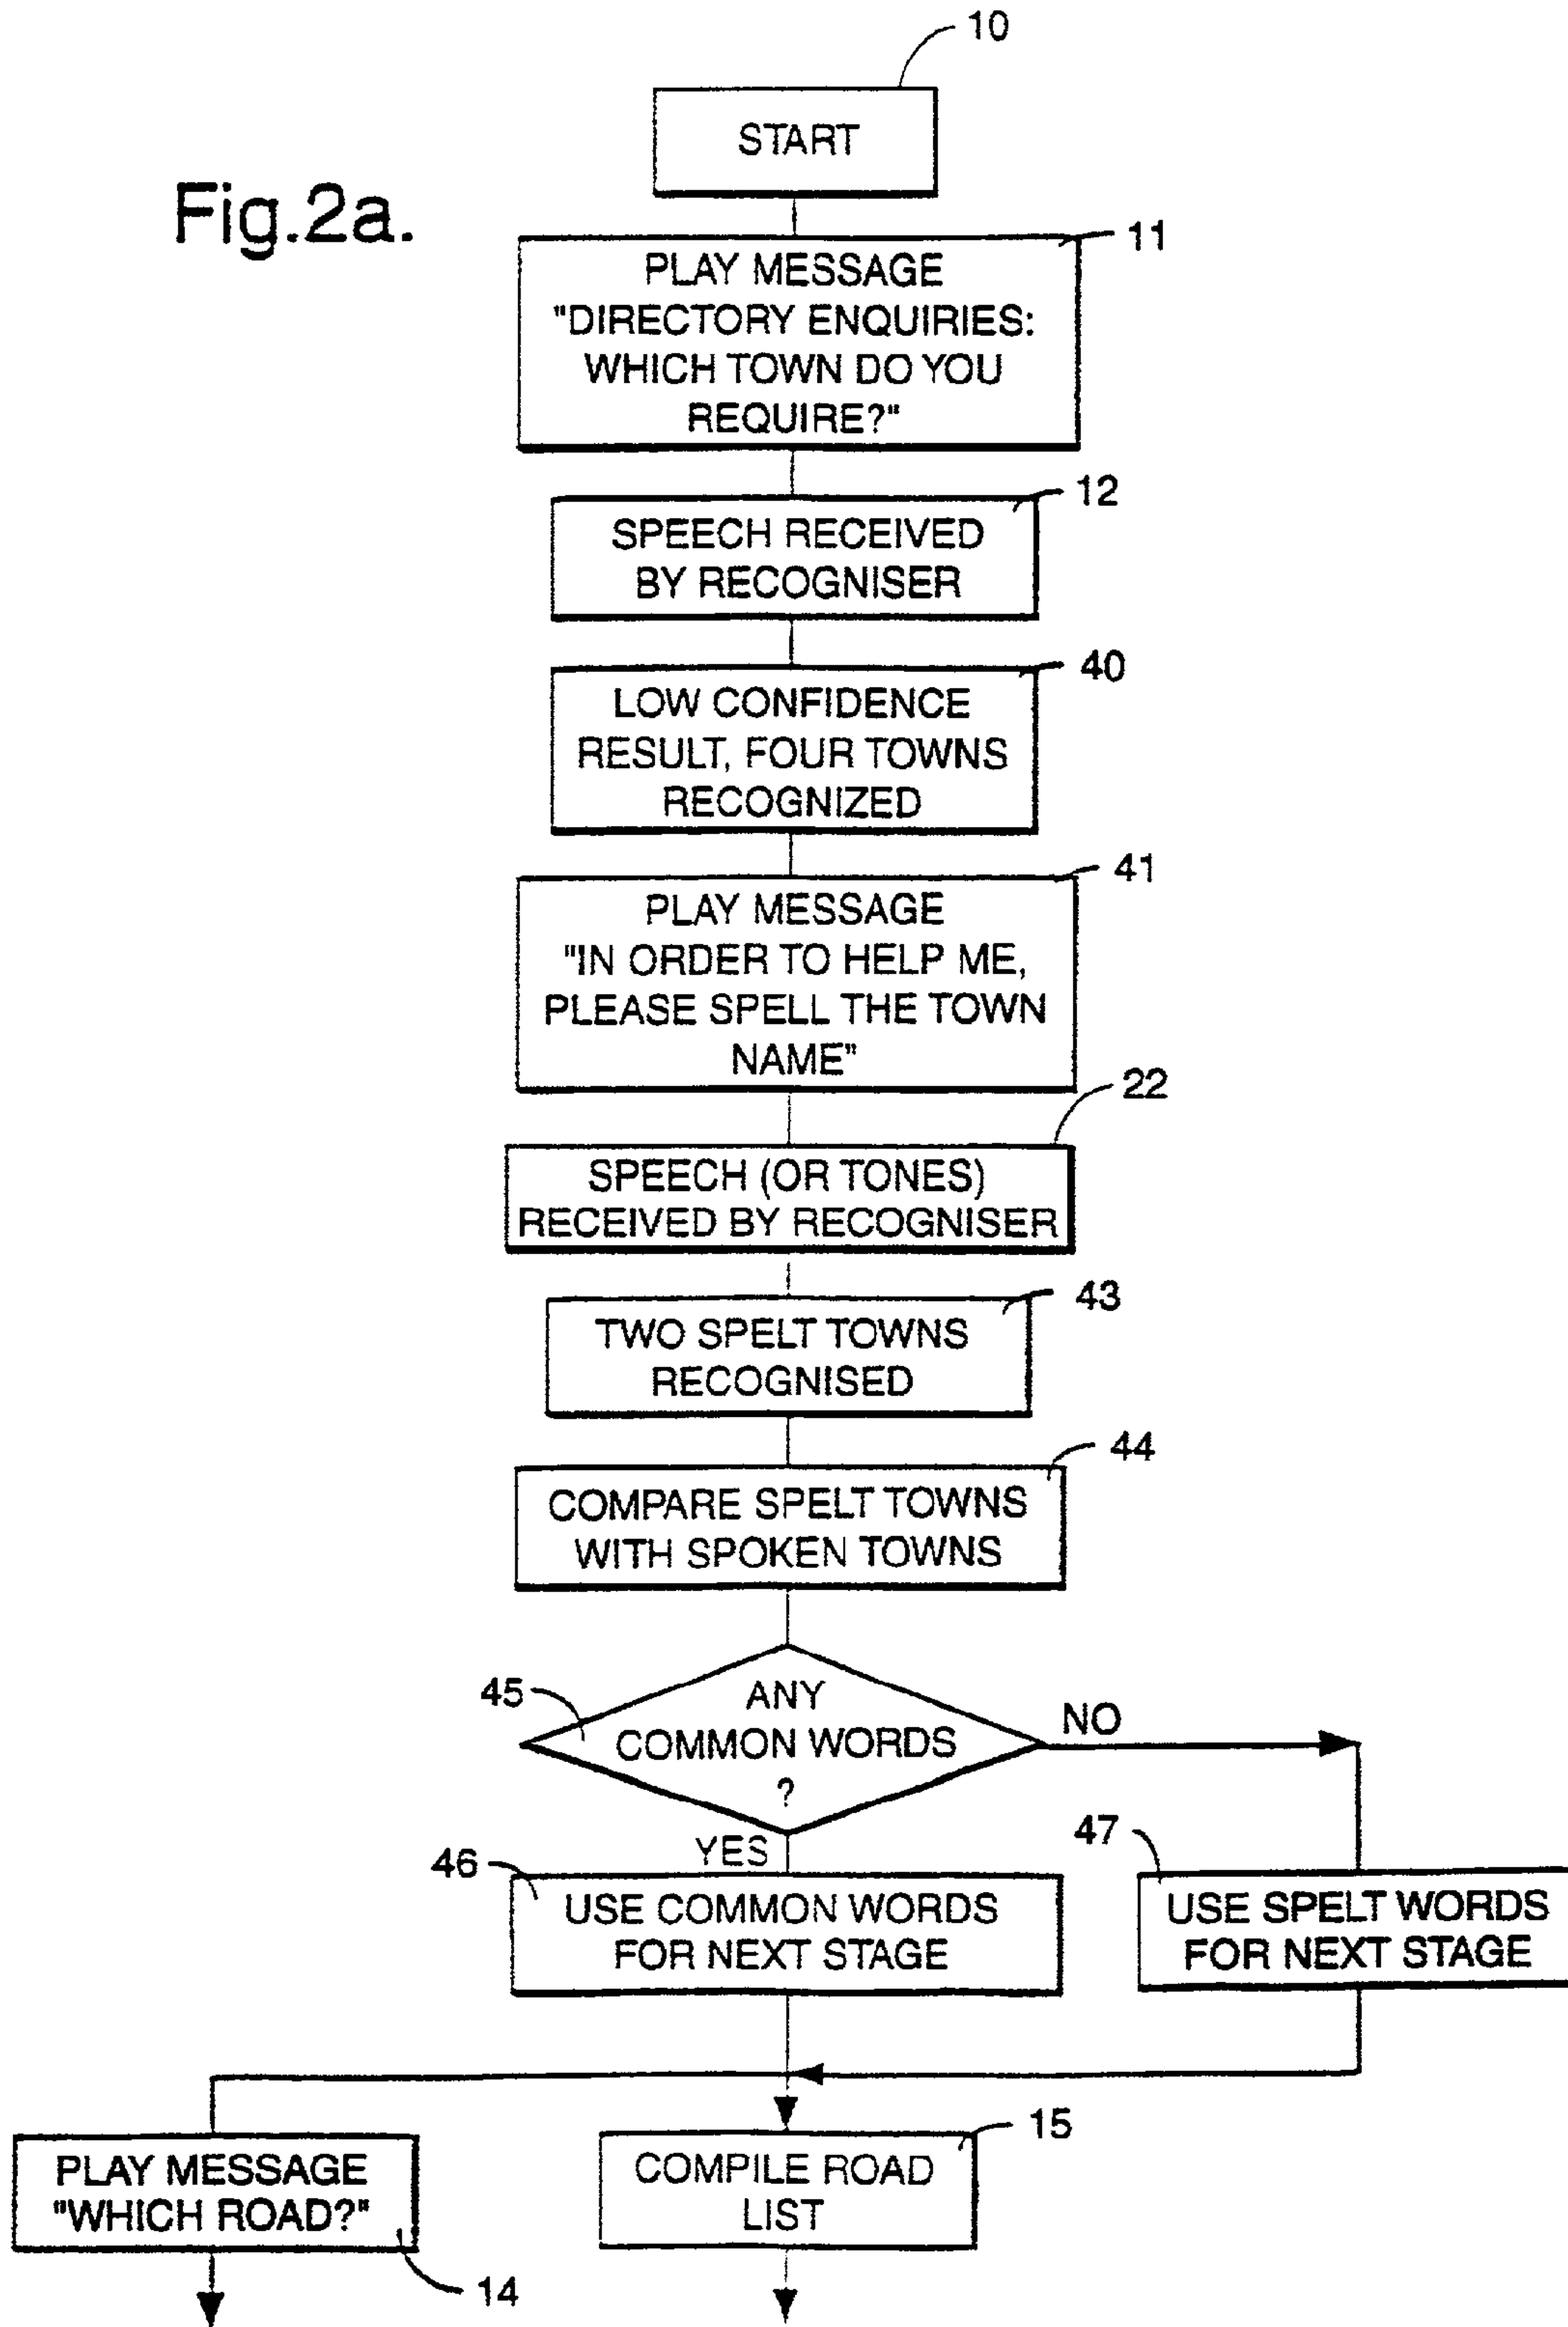 10
START
Fig.2a.
11
PLAY MESSAGE
"DIRECTORY ENQUIRIES:
WHICH TOWN DO YOU
REQUIRE?"
12
SPEECH RECEIVED
BY RECOGNISER
40
LOW CONFIDENCE
RESULT, FOUR TOWNS
RECOGNIZED
41
PLAY MESSAGE
"IN ORDER TO HELP ME,
PLEASE SPELL THE TOWN
NAME"
22
SPEECH (OR TONES)
RECEIVED BY RECOGNISER
43
TWO SPELT TOWNS
RECOGNISED
44
COMPARE SPELT TOWNS
WITH SPOKEN TOWNS
45
ANY
COMMON WORDS
?
NO
YES
46
USE COMMON WORDS
FOR NEXT STAGE
47
USE SPELT WORDS
FOR NEXT STAGE
PLAY MESSAGE
"WHICH ROAD?"
14
15
COMPILE ROAD
LIST